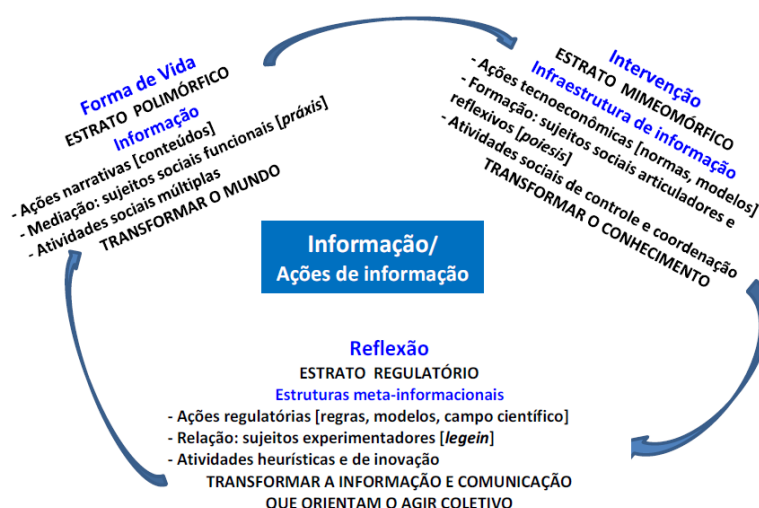 Forma de Vida
ESTRATO POLIMÓRFICO
Informação
- Ações narrativas [conteúdos]
- Mediação: sujeitos sociais funcionais [práxis]
- Atividades sociais múltiplas
TRANSFORMAR O MUNDO
Intervenção
ESTRATO MIMEOMÓRFICO
Infraestrutura de informação
- Ações tecnoeconômicas [normas, modelos]
- Formação: sujeitos sociais articuladores e
reflexivos [poiesis]
- Atividades sociais de controle e coordenação
TRANSFORMAR O CONHECIMENTO
Informação/
Ações de informação
Reflexão
ESTRATO REGULATÓRIO
Estruturas meta-informacionais
- Ações regulatórias [regras, modelos, campo científico]
- Relação: sujeitos experimentadores [legein]
- Atividades heurísticas e de inovação
TRANSFORMAR A INFORMAÇÃO E COMUNICAÇÃO
QUE ORIENTAM O AGIR COLETIVO